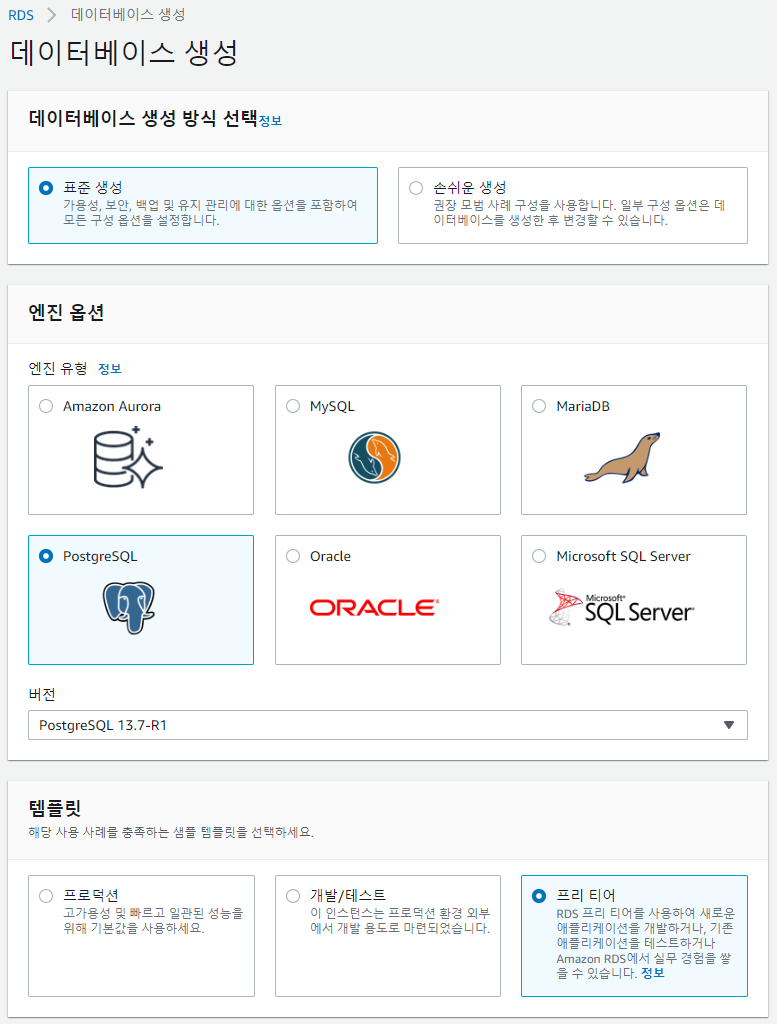 RDS > 데이터베이스 생성
데이터베이스 생성
데이터베이스 생성 방식 선택정보
표준 생성
가용성, 보안, 백업 및 유지 관리에 대한 옵션을 포함하여
모든 구성 옵션을 설정합니다.
손쉬운 생성
권장 모범 사례 구성을 사용합니다. 일부 구성 옵션은 데
이터베이스를 생성한 후 변경할 수 있습니다.
엔진 옵션
엔진 유형 정보
Amazon Aurora
MySQL
MariaDB
PostgreSQL
Oracle
ORACLE
Microsoft SQL Server
Microsoft®
SQL Server®
버전
PostgreSQL 13.7-R1
템플릿
해당 사용 사례를 충족하는 샘플 템플릿을 선택하세요.
프로덕션
고가용성 및 빠르고 일관된 성능을
위해 기본값을 사용하세요.
개발/테스트
이 인스턴스는 프로덕션 환경 외부
에서 개발 용도로 마련되었습니다.
프리 티어
RDS 프리 티어를 사용하여 새로운
애플리케이션을 개발하거나, 기존
애플리케이션을 테스트하거나
Amazon RDS에서 실무 경험을 쌓
을 수 있습니다. 정보